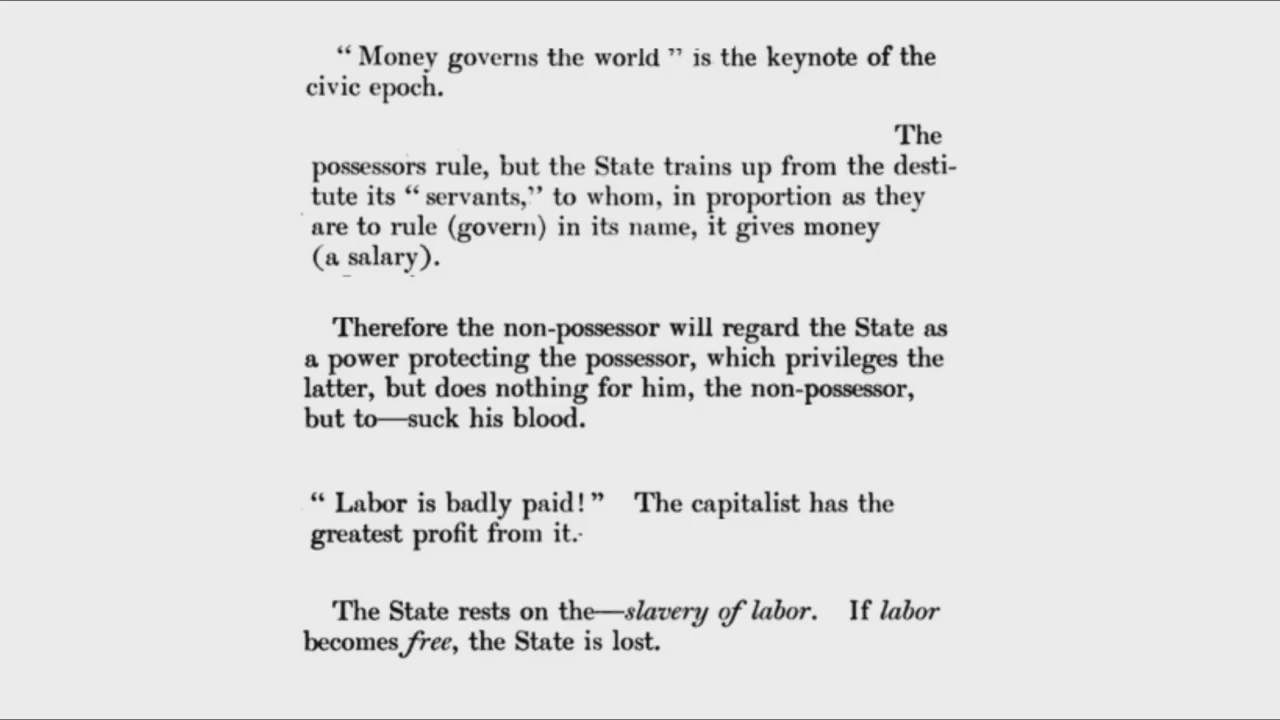 “ Money governs the world ” is the keynote of the
civic epoch.
The
possessors rule, but the State trains up from the desti-
tute its “ servants,” to whom, in proportion as they
are to rule (govern) in its name, it gives money
(a salary).
Therefore the non-possessor will regard the State as
a power protecting the possessor, which privileges the
latter, but does nothing for him, the non-possessor,
but to—suck his blood.
“ Labor is badly paid! ” The capitalist has the
greatest profit from it.
The State rests on the—slavery of labor. If labor
becomes free, the State is lost.